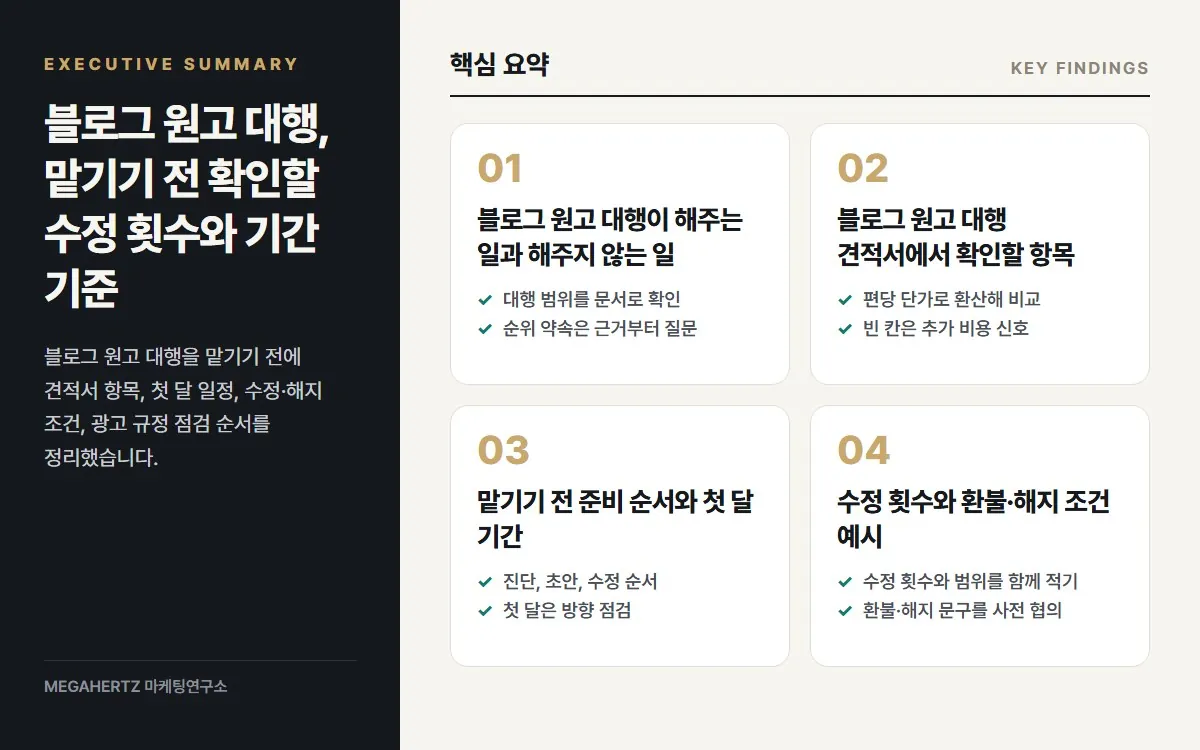 EXECUTIVE SUMMARY
블로그 원고 대행,
맡기기 전 확인할
수정 횟수와 기간
기준
블로그 원고 대행을 맡기기 전에
견적서 항목, 첫 달 일정, 수정·해지
조건, 광고 규정 점검 순서를
정리했습니다.
MEGAHERTZ 마케팅연구소
핵심 요약
KEY FINDINGS
01
블로그 원고 대행이 해주는
일과 해주지 않는 일
대행 범위를 문서로 확인
순위 약속은 근거부터 질문
02
블로그 원고 대행
견적서에서 확인할 항목
편당 단가로 환산해 비교
빈 칸은 추가 비용 신호
03
맡기기 전 준비 순서와 첫 달
기간
진단, 초안, 수정 순서
첫 달은 방향 점검
04
수정 횟수와 환불·해지 조건
예시
수정 횟수와 범위를 함께 적기
환불·해지 문구를 사전 협의